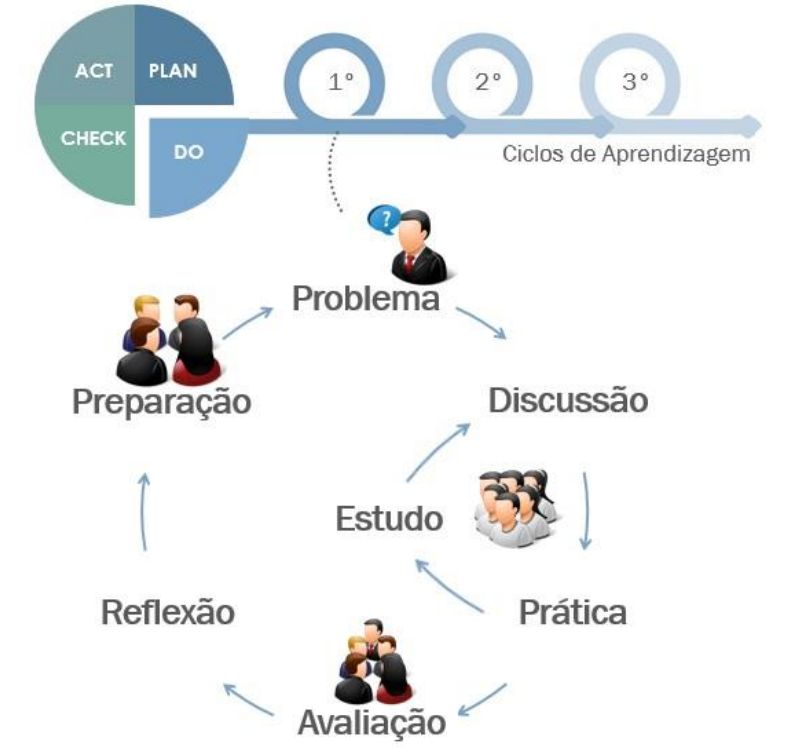 ACT
PLAN
CHECK
DO
1°
2°
3°
Ciclos de Aprendizagem
?
Problema
Preparação
Discussão
Estudo
Reflexão
Prática
Avaliação